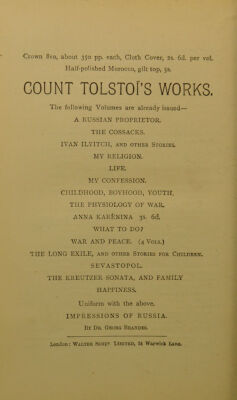 Crown 8vo, about 350 pp. each, Cloth Cover, 2s. 6d. per vol.
Half-polished Morocco, gilt top, 5s.
COUNT TOLSTOÏ'S WORKS.
The following Volumes are already issued—
A RUSSIAN PROPRIETOR.
THE COSSACKS.
IVAN ILYITCH, AND OTHER STORIES.
MY RELIGION.
LIFE.
MY CONFESSION.
CHILDHOOD, BOYHOOD, YOUTH.
THE PHYSIOLOGY OF WAR.
ANNA KARÉNINA 3s. 6d.
WHAT TO DO?
WAR AND PEACE. (4 VOLS.)
THE LONG EXILE, AND OTHER STORIES FOR CHILDREN.
SEVASTOPOL.
THE KREUTZER SONATA, AND FAMILY
HAPPINESS.
Uniform with the above.
IMPRESSIONS OF RUSSIA.
BY DR. GEORG BRANDES.
London: WALTER SCOTT LIMITED, 24 Warwick Lane.